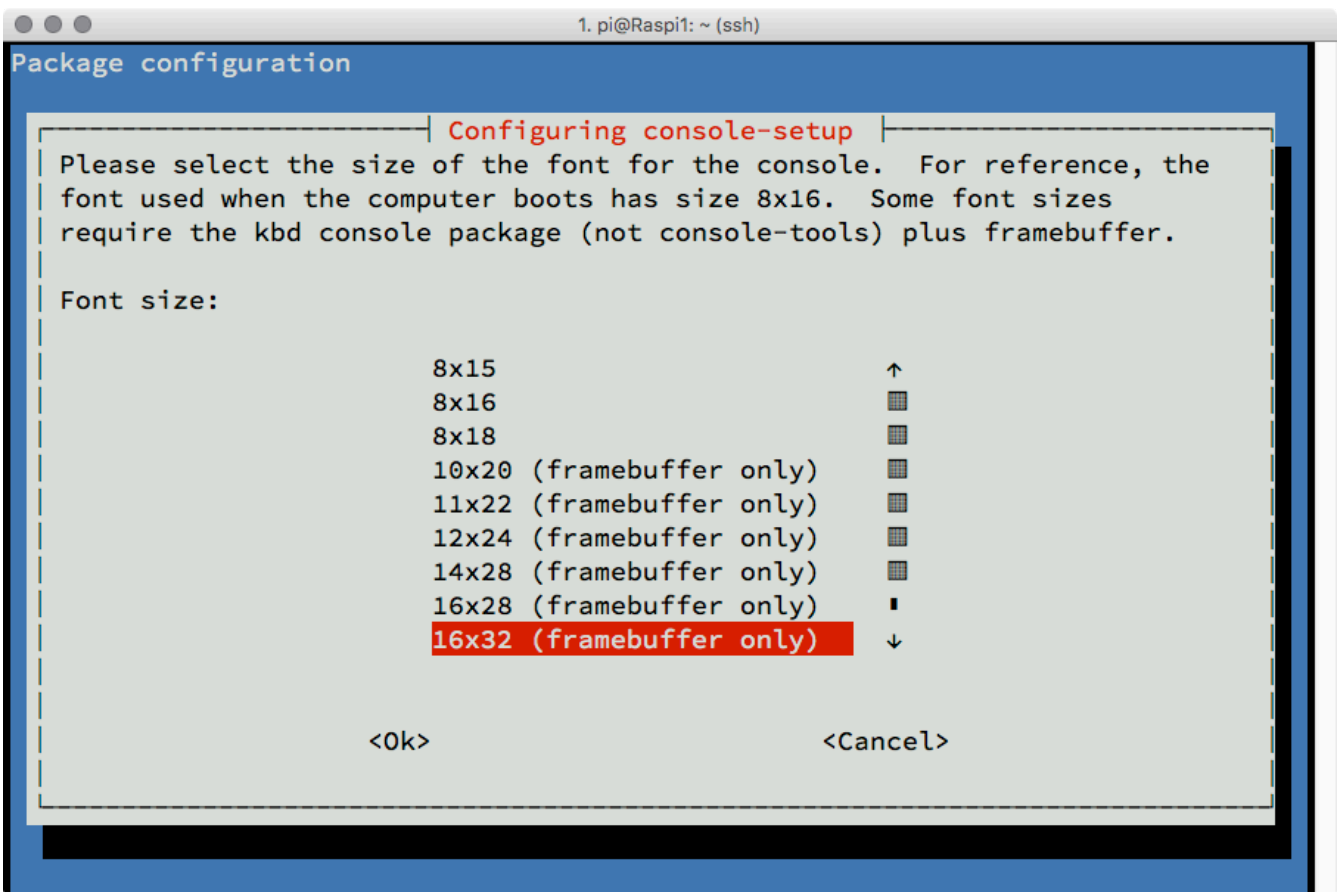 1. pi@Raspi1: ~ (ssh)
Package configuration
Configuring console-setup
Please select the size of the font for the console.  For reference, the
font used when the computer boots has size 8x16.  Some font sizes
require the kbd console package (not console-tools) plus framebuffer.
Font size:
8x15
8x16
8x18
10x20 (framebuffer only)
11x22 (framebuffer only)
12x24 (framebuffer only)
14x28 (framebuffer only)
16x28 (framebuffer only)
16x32 (framebuffer only)
<Ok> <Cancel>